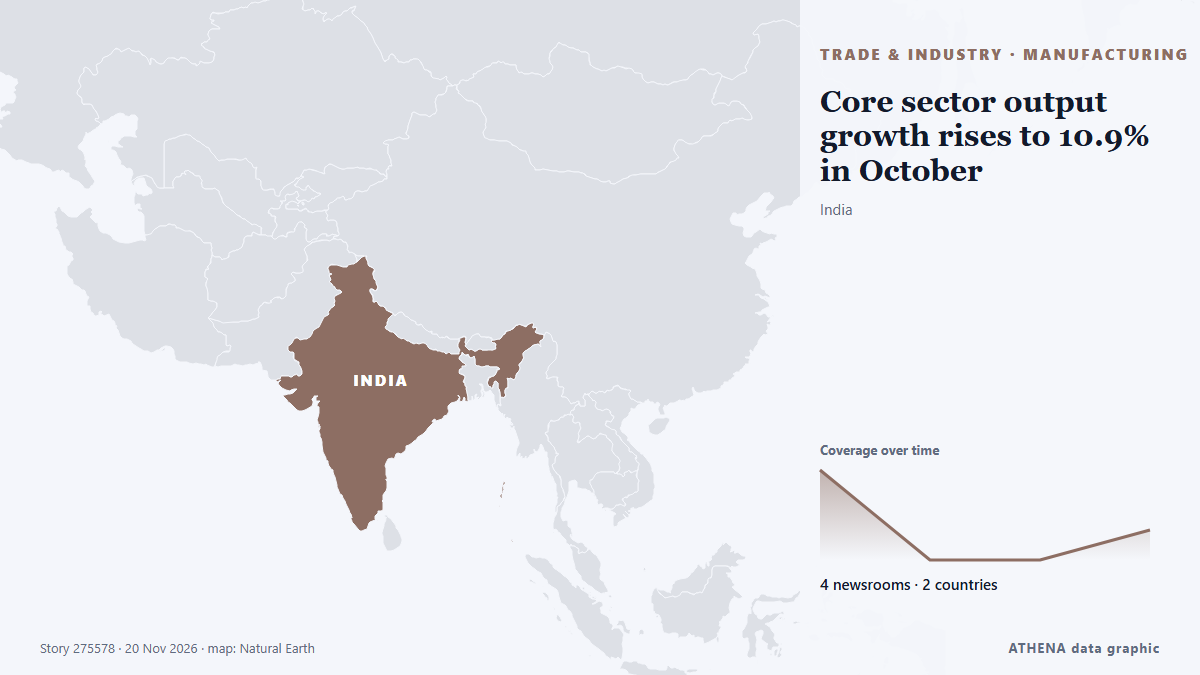 TRADE & INDUSTRY · MANUFACTURING
Core sector output
growth rises to 10.9%
in October
India
INDIA
Coverage over time
4 newsrooms · 2 countries
Story 275578 · 20 Nov 2026 · map: Natural Earth
ATHENA data graphic